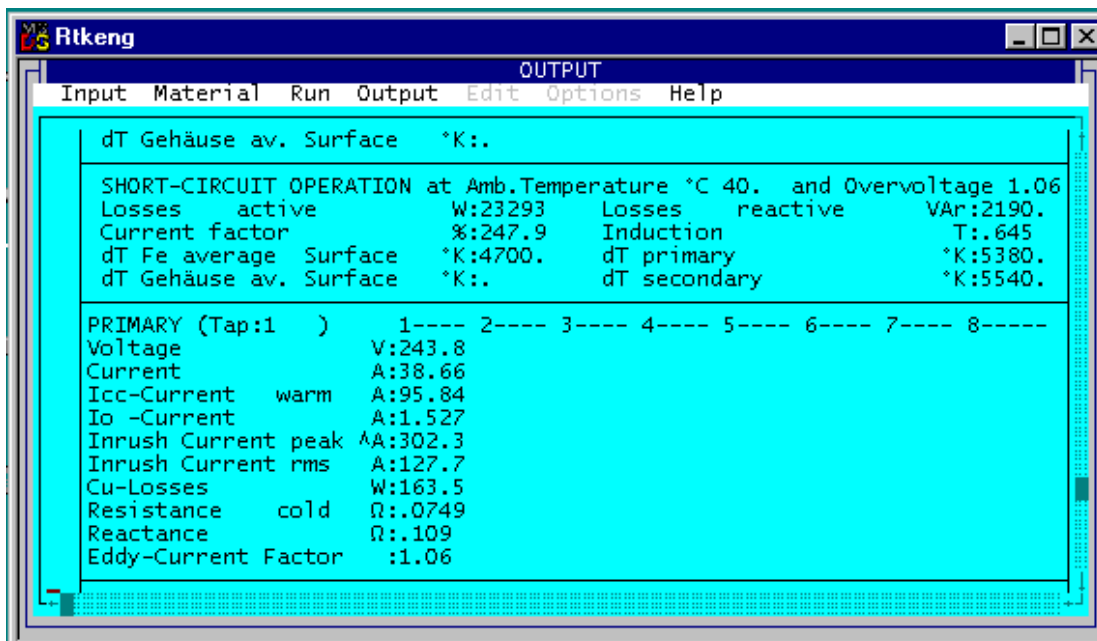 Rtkeng
OUTPUT
Input Material Run Output Edit Options Help
dT Gehäuse av. Surface °K:.
SHORT-CIRCUIT OPERATION at Amb.Temperature °C 40. and Overvoltage 1.06
Losses active W:23293 Losses reactive VAr:2190.
Current factor %:247.9 Induction T:.645
dT Fe average Surface °K:4700. dT primary °K:5380.
dT Gehäuse av. Surface °K:. dT secondary °K:5540.
PRIMARY (Tap:1 ) 1---- 2---- 3---- 4---- 5---- 6---- 7---- 8-----
Voltage V:243.8
Current A:38.66
Icc-Current warm A:95.84
Io -Current A:1.527
Inrush Current peak ^A:302.3
Inrush Current rms A:127.7
Cu-Losses W:163.5
Resistance cold Ω:.0749
Reactance Ω:.109
Eddy-Current Factor :1.06